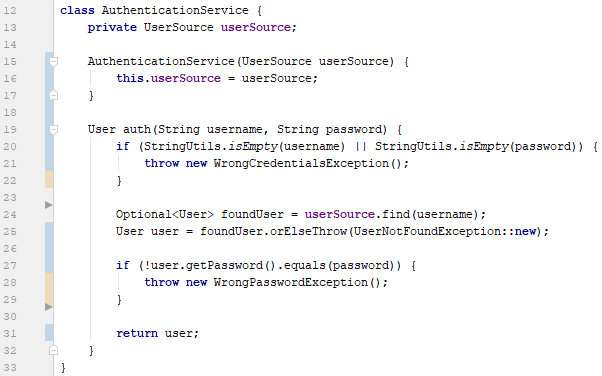 12 class AuthenticationService {
13     private UserSource userSource;
14
15     AuthenticationService(UserSource userSource) {
16         this.userSource = userSource;
17     }
18
19     User auth(String username, String password) {
20         if (StringUtils.isEmpty(username) || StringUtils.isEmpty(password)) {
21             throw new WrongCredentialsException();
22         }
23
24         Optional<User> foundUser = userSource.find(username);
25         User user = foundUser.orElseThrow(UserNotFoundException::new);
26
27         if (!user.getPassword().equals(password)) {
28             throw new WrongPasswordException();
29         }
30
31         return user;
32     }
33 }